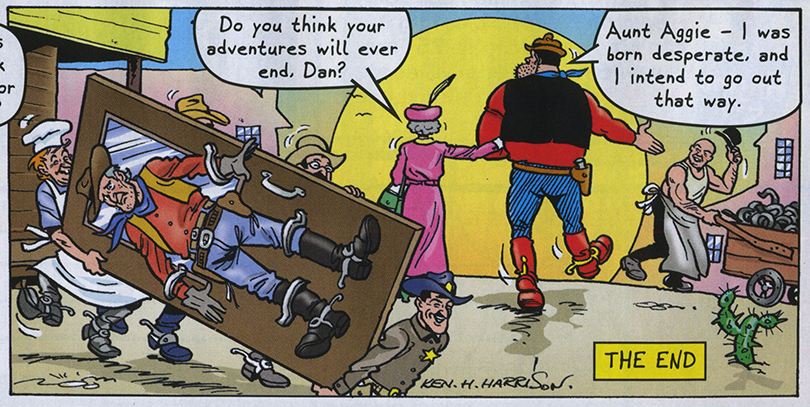 Do you think your
adventures will ever
end, Dan?
Aunt Aggie – I was
born desperate, and
I intend to go out
that way.
KEN. H. HARRISON.
THE END